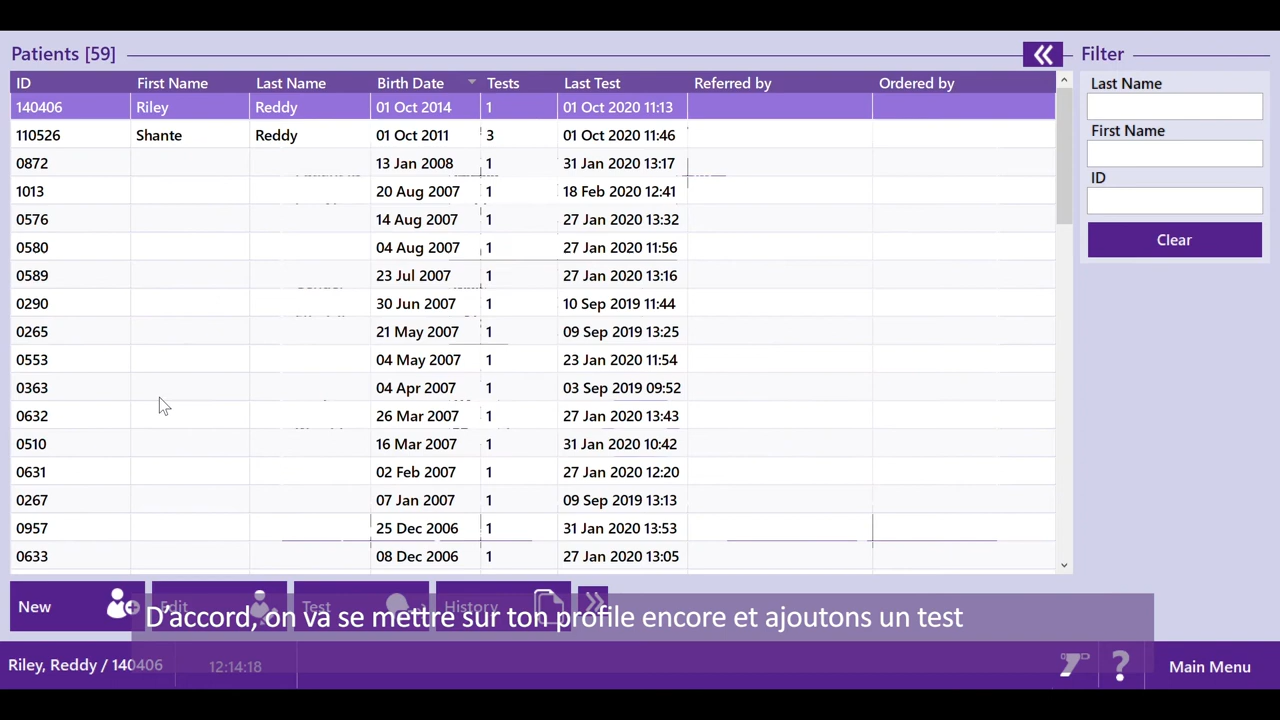 Patients [59]
Filter
ID First Name Last Name Birth Date Tests Last Test Referred by Ordered by
140406 Riley Reddy 01 Oct 2014 1 01 Oct 2020 11:13
110526 Shante Reddy 01 Oct 2011 3 01 Oct 2020 11:46
0872 13 Jan 2008 1 31 Jan 2020 13:17
1013 20 Aug 2007 1 18 Feb 2020 12:41
0576 14 Aug 2007 1 27 Jan 2020 13:32
0580 04 Aug 2007 1 27 Jan 2020 11:56
0589 23 Jul 2007 1 27 Jan 2020 13:16
0290 30 Jun 2007 1 10 Sep 2019 11:44
0265 21 May 2007 1 09 Sep 2019 13:25
0553 04 May 2007 1 23 Jan 2020 11:54
0363 04 Apr 2007 1 03 Sep 2019 09:52
0632 26 Mar 2007 1 27 Jan 2020 13:43
0510 16 Mar 2007 1 31 Jan 2020 10:42
0631 02 Feb 2007 1 27 Jan 2020 12:20
0267 07 Jan 2007 1 09 Sep 2019 13:13
0957 25 Dec 2006 1 31 Jan 2020 13:53
0633 08 Dec 2006 1 27 Jan 2020 13:05
Last Name
First Name
ID
Clear
New Edit Test History
D'accord, on va se mettre sur ton profile encore et ajoutons un test
Riley, Reddy / 140406 12:14:18 ? Main Menu